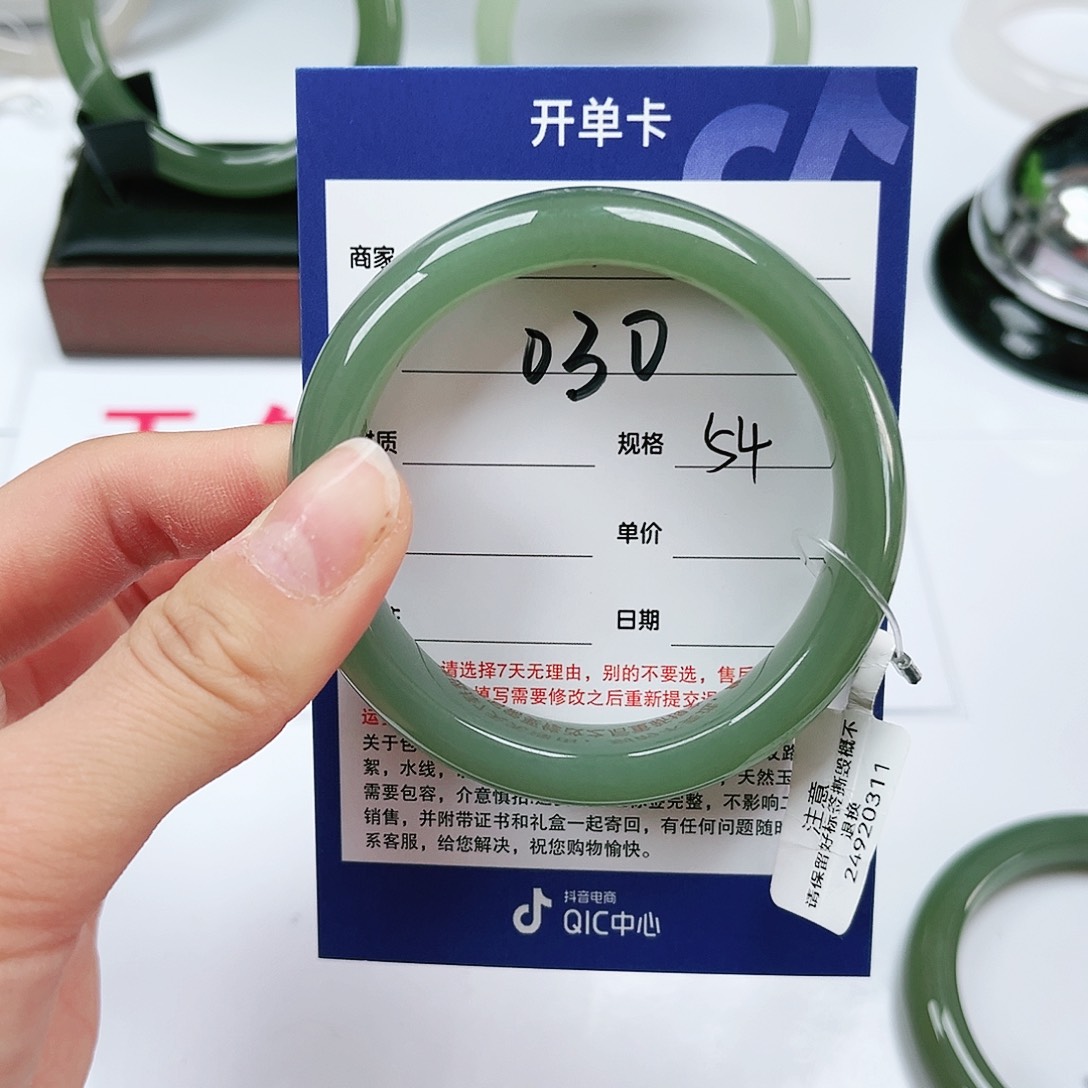 开单卡
商家
030
质
规格 54
单价
日期
请选择7天无理由，别的不要选，售后
填写需要修改之后重新提交
运
关于
絮，水线，
天然玉
需要包容，介意慎拍
完整，不影响二
销售，并附带证书和礼盒一起寄回，有任何问题随时
系客服，给您解决，祝您购物愉快。
抖音电商
QIC中心
注意
请保留好标签撕毁概不
退换
24920311